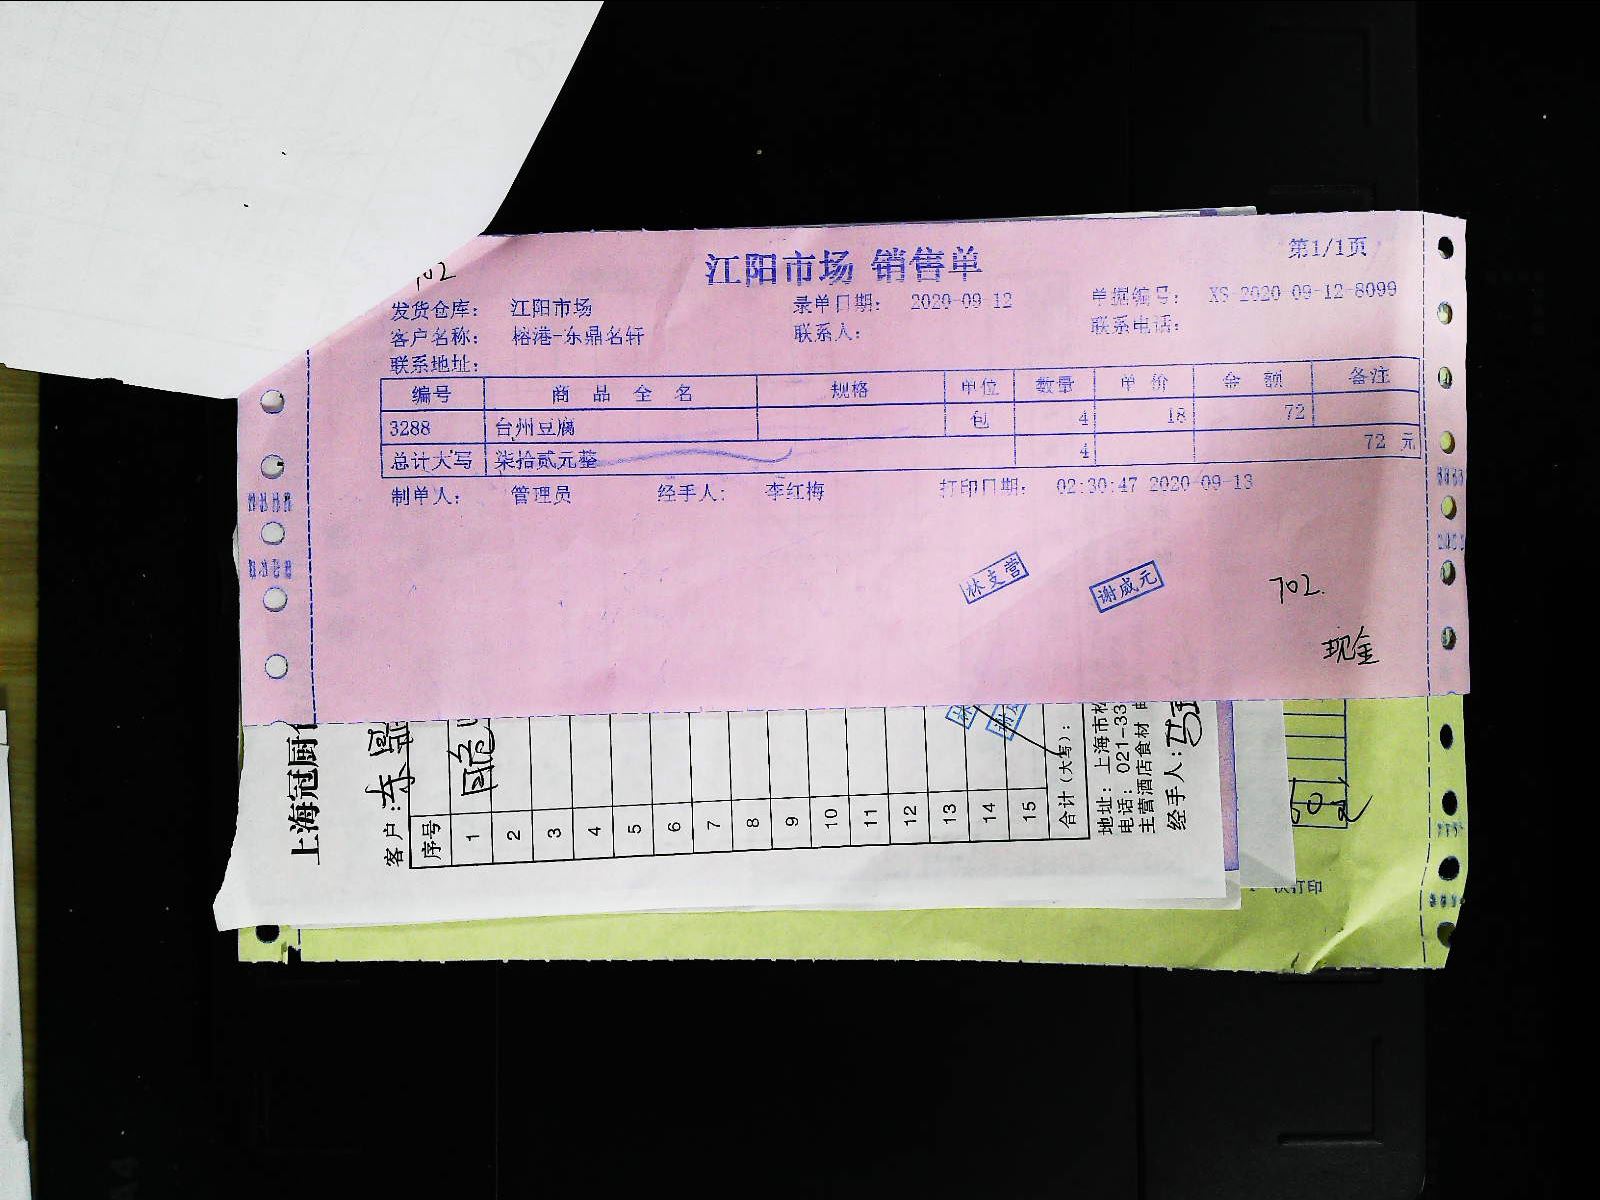 702
江阳市场 销售单
第1/1页
发货仓库： 江阳市场 录单日期： 2020-09-12 单据编号： XS-2020-09-12-8099
客户名称： 榕港-东鼎名轩 联系人： 联系电话：
联系地址：
编号 商品全名 规格 单位 数量 单价 金额 备注
3288 台州豆腐 包 4 18 72
总计大写 柒拾贰元整 4 72 元
制单人： 管理员 经手人： 李红梅 打印日期： 02:30:47 2020-09-13
林支营
谢威元
702.
现金
上海冠厨
客户：东鼎
序号
1
2
3
4
5
6
7
8
9
10
11
12
13
14
15
合计（大写）：
地址：上海市松
电话：021-33
主营酒店食材
经手人：
打印